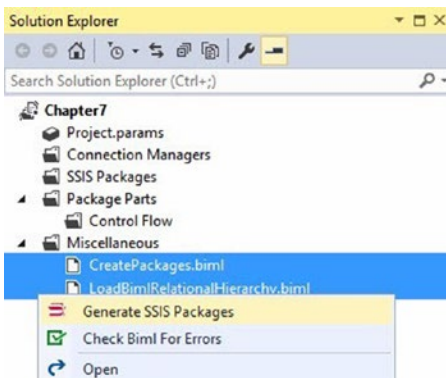 Solution Explorer
Search Solution Explorer (Ctrl+;)
Chapter7
Project.params
Connection Managers
SSIS Packages
Package Parts
Control Flow
Miscellaneous
CreatePackages.biml
LoadBimlRelationalHierarchy.biml
Generate SSIS Packages
Check Biml For Errors
Open